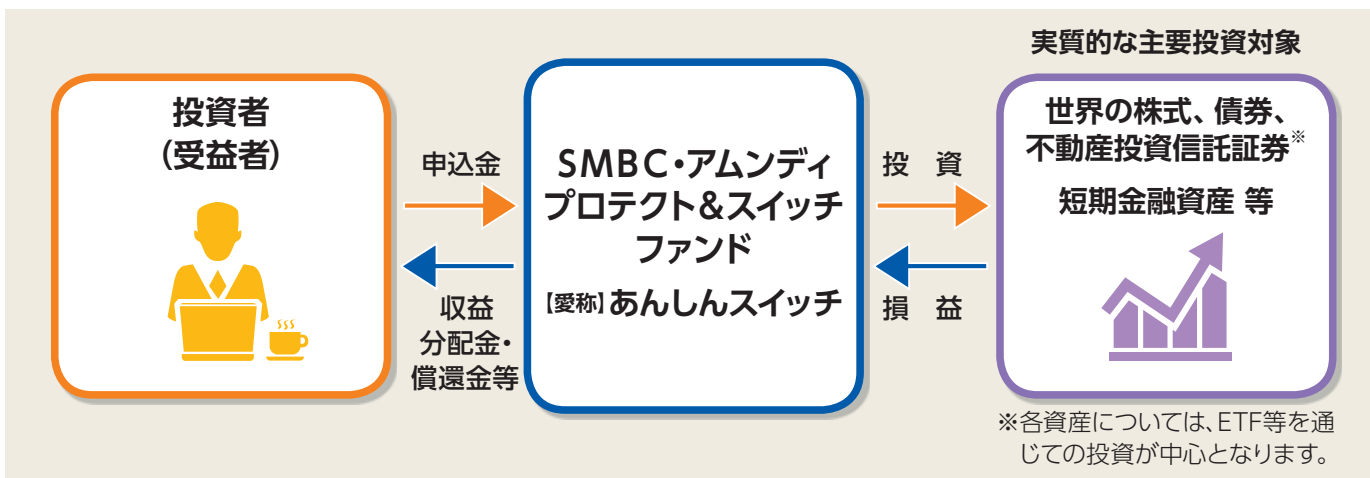 実質的な主要投資対象
投資者
(受益者)
申込金
収益
分配金・
償還金等
SMBC・アムンディ
プロテクト&スイッチ
ファンド
【愛称】あんしんスイッチ
投 資
損 益
世界の株式、債券、
不動産投資信託証券※
短期金融資産 等
※各資産については、ETF等を通
じての投資が中心となります。